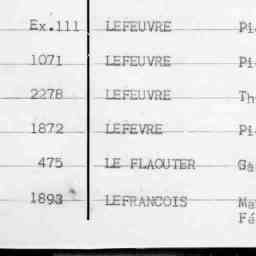 Ex.111 LEFEUVRE Pi
1071 LEFEUVRE Pi
2278 LEFEUVRE Th
1872 LEFEVRE Pi
475 LE FLAOUTER Ga
1893 LEFRANCOIS Ma
Fé